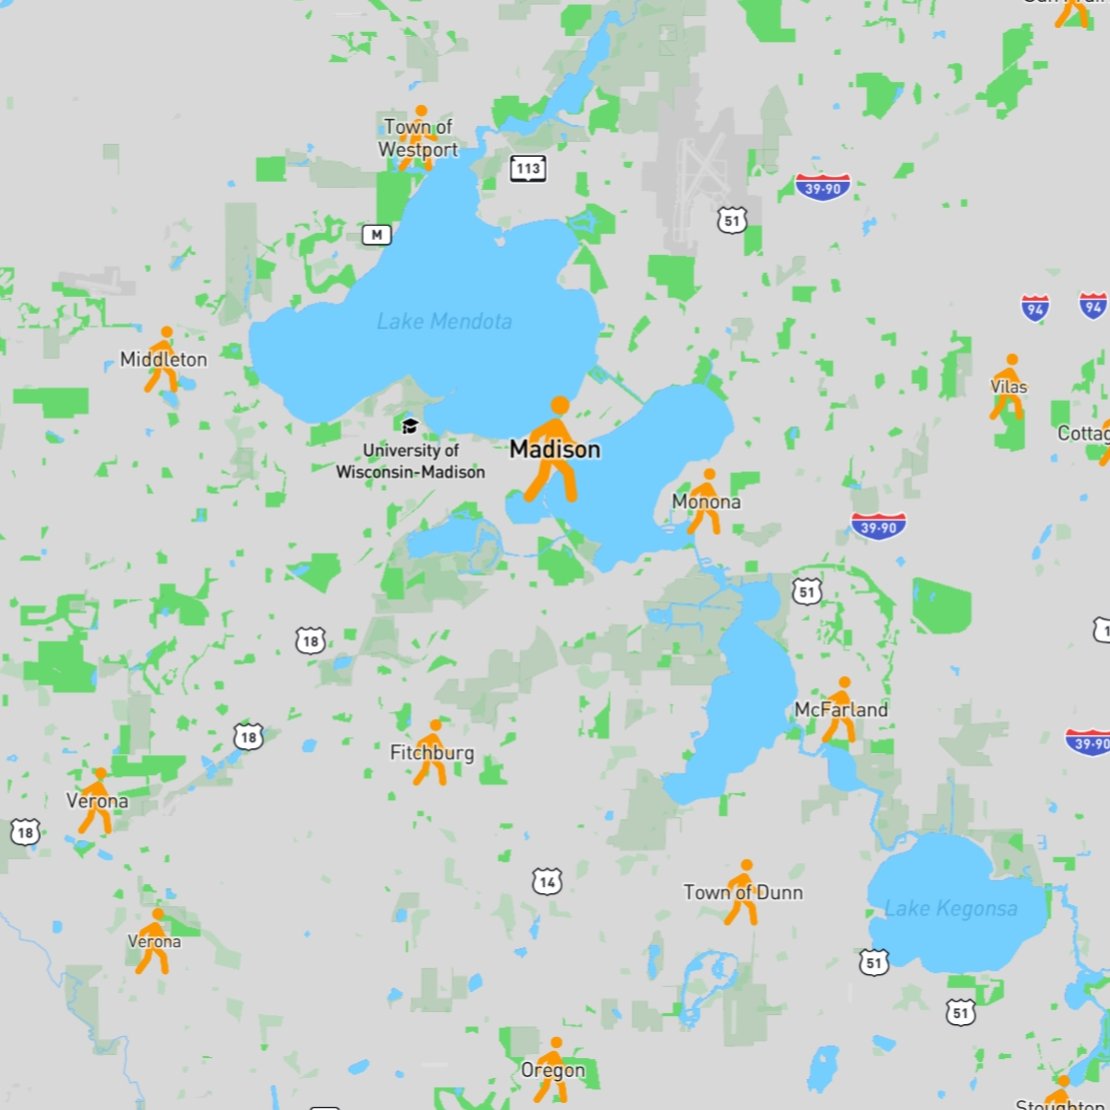 Town of
Westport
113
39-90
51
M
94
94
Lake Mendota
Middleton
Vilas
University of
Wisconsin-Madison
Madison
Monona
39-90
51
18
McFarland
18
39-90
Fitchburg
Verona
18
14
Town of Dunn
Lake Kegonsa
Verona
51
51
Oregon
Stoughton